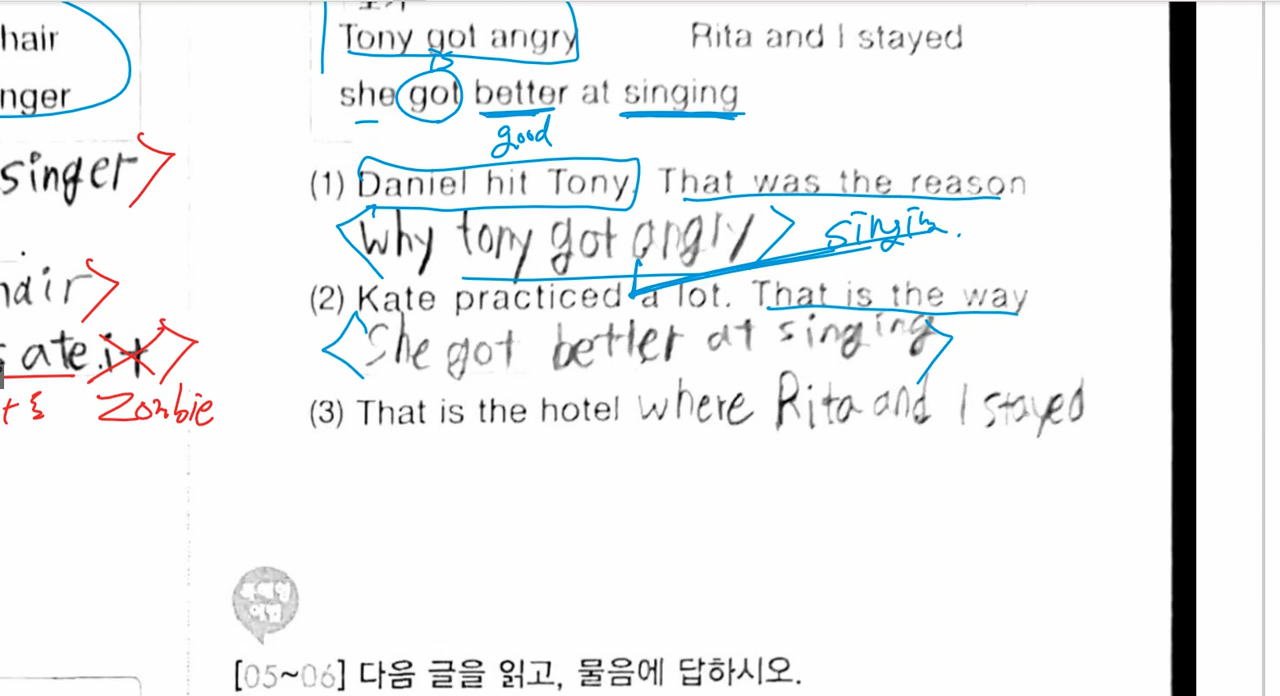 hair
nger
Tony got angry Rita and I stayed
is
she got better at singing
good
singer
(1) Daniel hit Tony. That was the reason
why tony got angry
singin.
hair
(2) Kate practiced a lot. That is the way
ate it
She got better at singing
Zombie
(3) That is the hotel where Rita and I stayed
[05~06] 다음 글을 읽고, 물음에 답하시오.